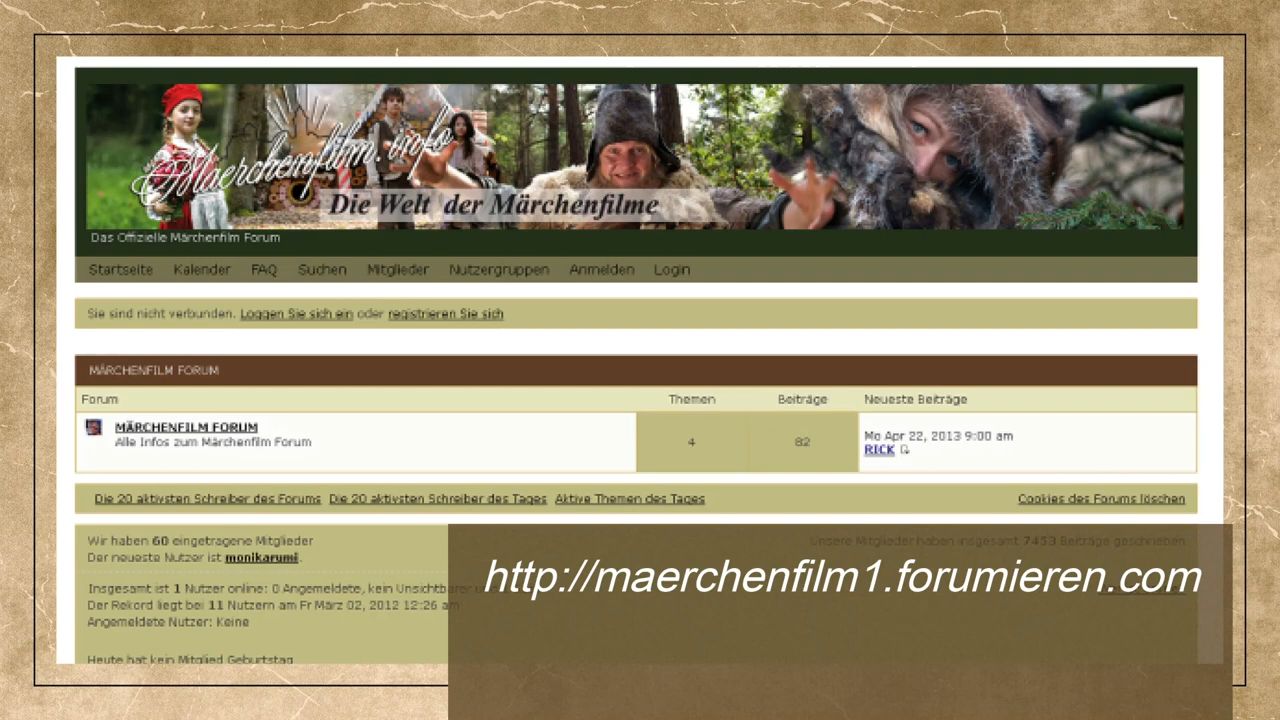 Maerchenfilm.info
Die Welt der Märchenfilme
Das Offizielle Märchenfilm Forum
Startseite Kalender FAQ Suchen Mitglieder Nutzergruppen Anmelden Login
Sie sind nicht verbunden. Loggen Sie sich ein oder registrieren Sie sich
MÄRCHENFILM FORUM
Forum Themen Beiträge Neueste Beiträge
MÄRCHENFILM FORUM
Alle Infos zum Märchenfilm Forum
4 82
Mo Apr 22, 2013 9:00 am
RICK
Die 20 aktivsten Schreiber des Forums Die 20 aktivsten Schreiber des Tages Aktive Themen des Tages Cookies des Forums löschen
Wir haben 60 eingetragene Mitglieder Unsere Mitglieder haben insgesamt 7453 Beiträge geschrieben
Der neueste Nutzer ist monikarumi.
http://maerchenfilm1.forumieren.com
Insgesamt ist 1 Nutzer online: 0 Angemeldete, kein Unsichtbarer
Der Rekord liegt bei 11 Nutzern am Fr März 02, 2012 12:26 am
Angemeldete Nutzer: Keine
Heute hat kein Mitglied Geburtstag